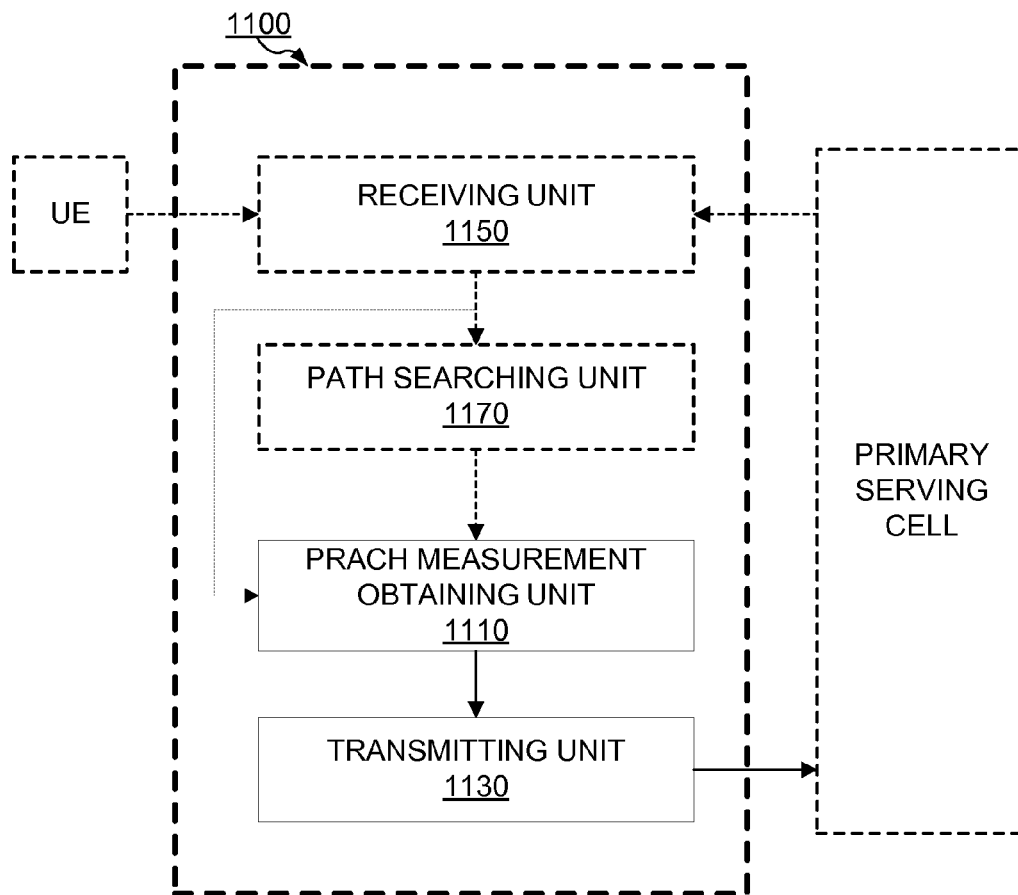 1100
UE
RECEIVING UNIT
1150
PATH SEARCHING UNIT
1170
PRIMARY
SERVING
CELL
PRACH MEASUREMENT
OBTAINING UNIT
1110
TRANSMITTING UNIT
1130